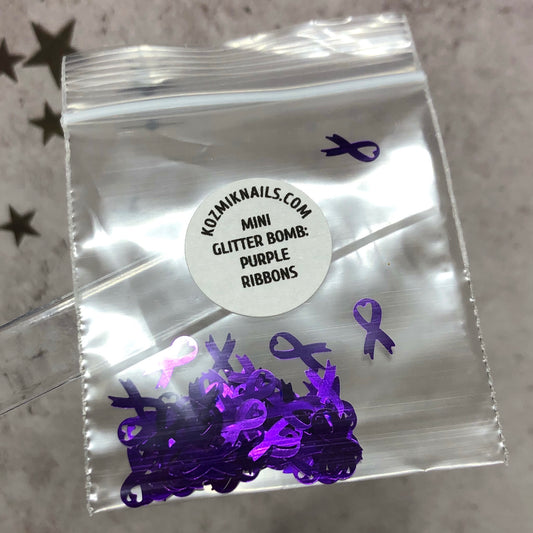 KOZMIKNAILS.COM
MINI
GLITTER BOMB:
PURPLE
RIBBONS